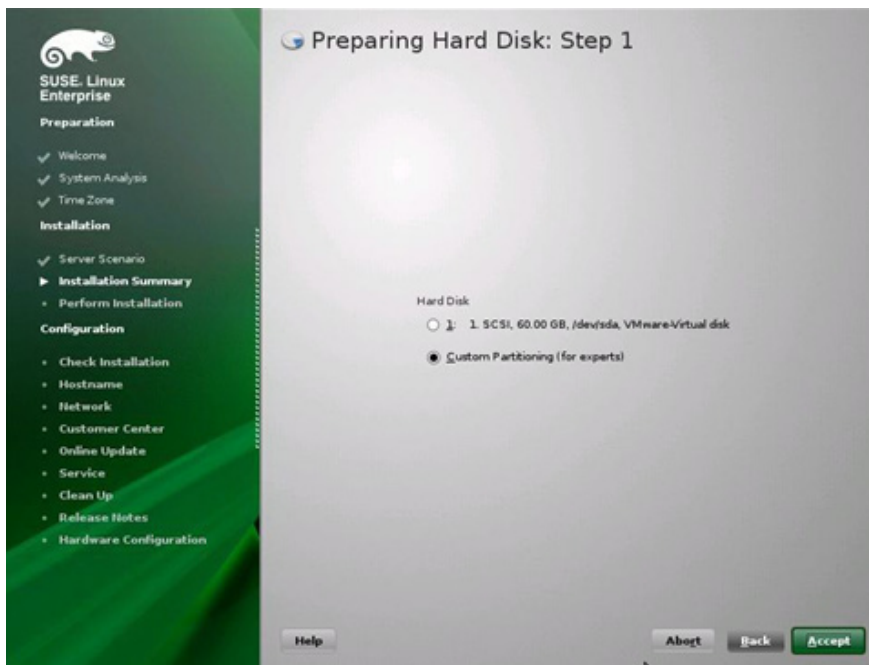 SUSE. Linux
Enterprise
Preparation
Welcome
System Analysis
Time Zone
Installation
Server Scenario
Installation Summary
Perform Installation
Configuration
Check Installation
Hostname
Network
Customer Center
Online Update
Service
Clean Up
Release Notes
Hardware Configuration
Preparing Hard Disk: Step 1
Hard Disk
1: 1. SCSI, 60.00 GB, /dev/sda, VMware-Virtual disk
Custom Partitioning (for experts)
Help
Abort
Back
Accept